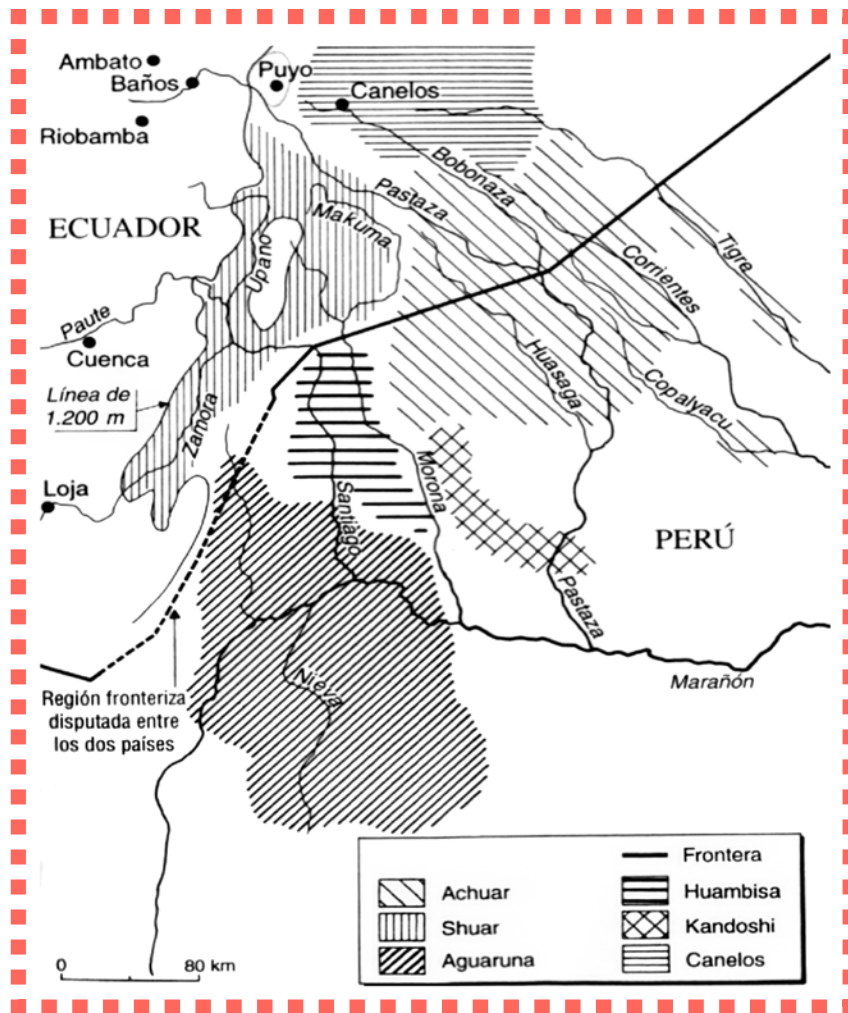 Ambato
Baños
Puyo
Canelos
Riobamba
Bobonaza
Pastaza
Makuma
ECUADOR
Upano
Tigre
Corrientes
Paute
Cuenca
Huasaga
Copalyacu
Línea de
1.200 m
Zamora
Morona
Loja
Santiago
PERÚ
Pastaza
Nieva
Marañón
Región fronteriza
disputada entre
los dos países
Frontera
Achuar
Huambisa
Shuar
Kandoshi
Aguaruna
Canelos
0 80 km